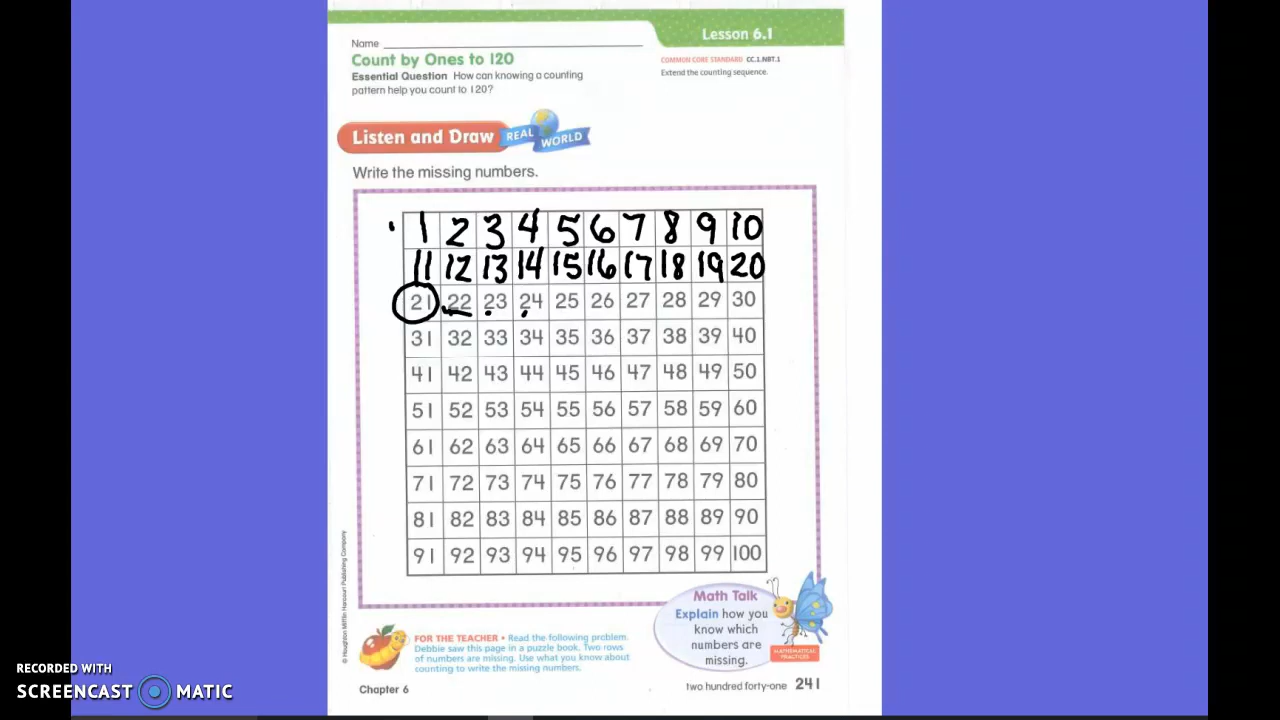 Lesson 6.1
Name
Count by Ones to 120
COMMON CORE STANDARD CC.1.NBT.1
Essential Question How can knowing a counting
Extend the counting sequence.
pattern help you count to 120?
Listen and Draw REAL WORLD
Write the missing numbers.
1 2 3 4 5 6 7 8 9 10
11 12 13 14 15 16 17 18 19 20
21 22 23 24 25 26 27 28 29 30
31 32 33 34 35 36 37 38 39 40
41 42 43 44 45 46 47 48 49 50
51 52 53 54 55 56 57 58 59 60
61 62 63 64 65 66 67 68 69 70
71 72 73 74 75 76 77 78 79 80
81 82 83 84 85 86 87 88 89 90
91 92 93 94 95 96 97 98 99 100
Math Talk
Explain how you
know which
numbers are
missing.
MATHEMATICAL
PRACTICES
FOR THE TEACHER • Read the following problem.
Debbie saw this page in a puzzle book. Two rows
of numbers are missing. Use what you know about
counting to write the missing numbers.
© Houghton Mifflin Harcourt Publishing Company
Chapter 6
two hundred forty-one 241
RECORDED WITH
SCREENCAST MATIC